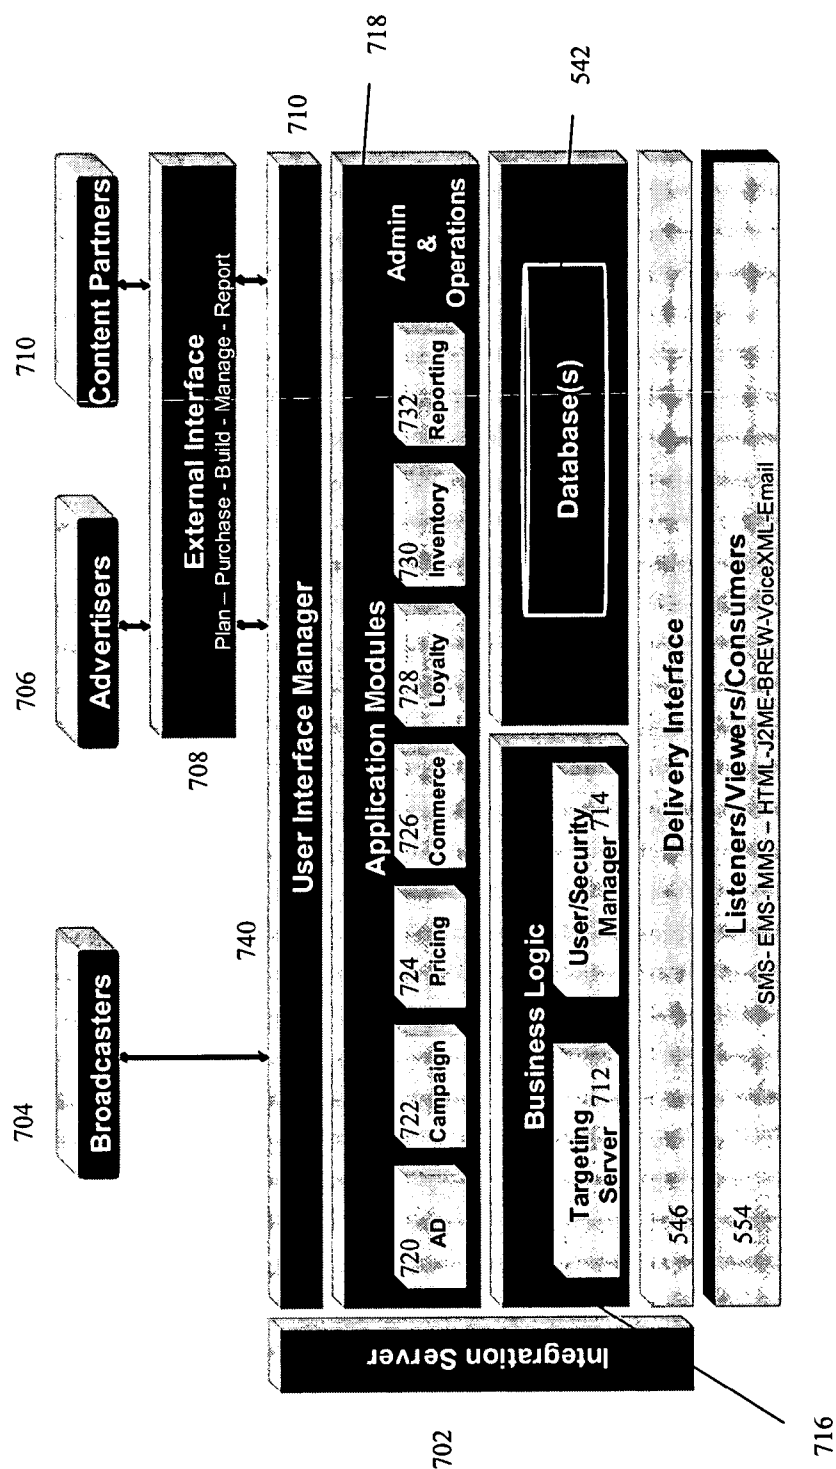 704
Broadcasters
706
Advertisers
710
Content Partners
708
External Interface
Plan – Purchase - Build - Manage - Report
740
710
User Interface Manager
718
Application Modules
720
AD
722
Campaign
724
Pricing
726
Commerce
728
Loyalty
730
Inventory
732
Reporting
Admin
&
Operations
Business Logic
Targeting
Server 712
User/Security
Manager 714
542
Database(s)
546
Delivery Interface
554
Listeners/Viewers/Consumers
SMS- EMS- MMS – HTML-J2ME-BREW-VoiceXML-Email
Integration Server
702
716